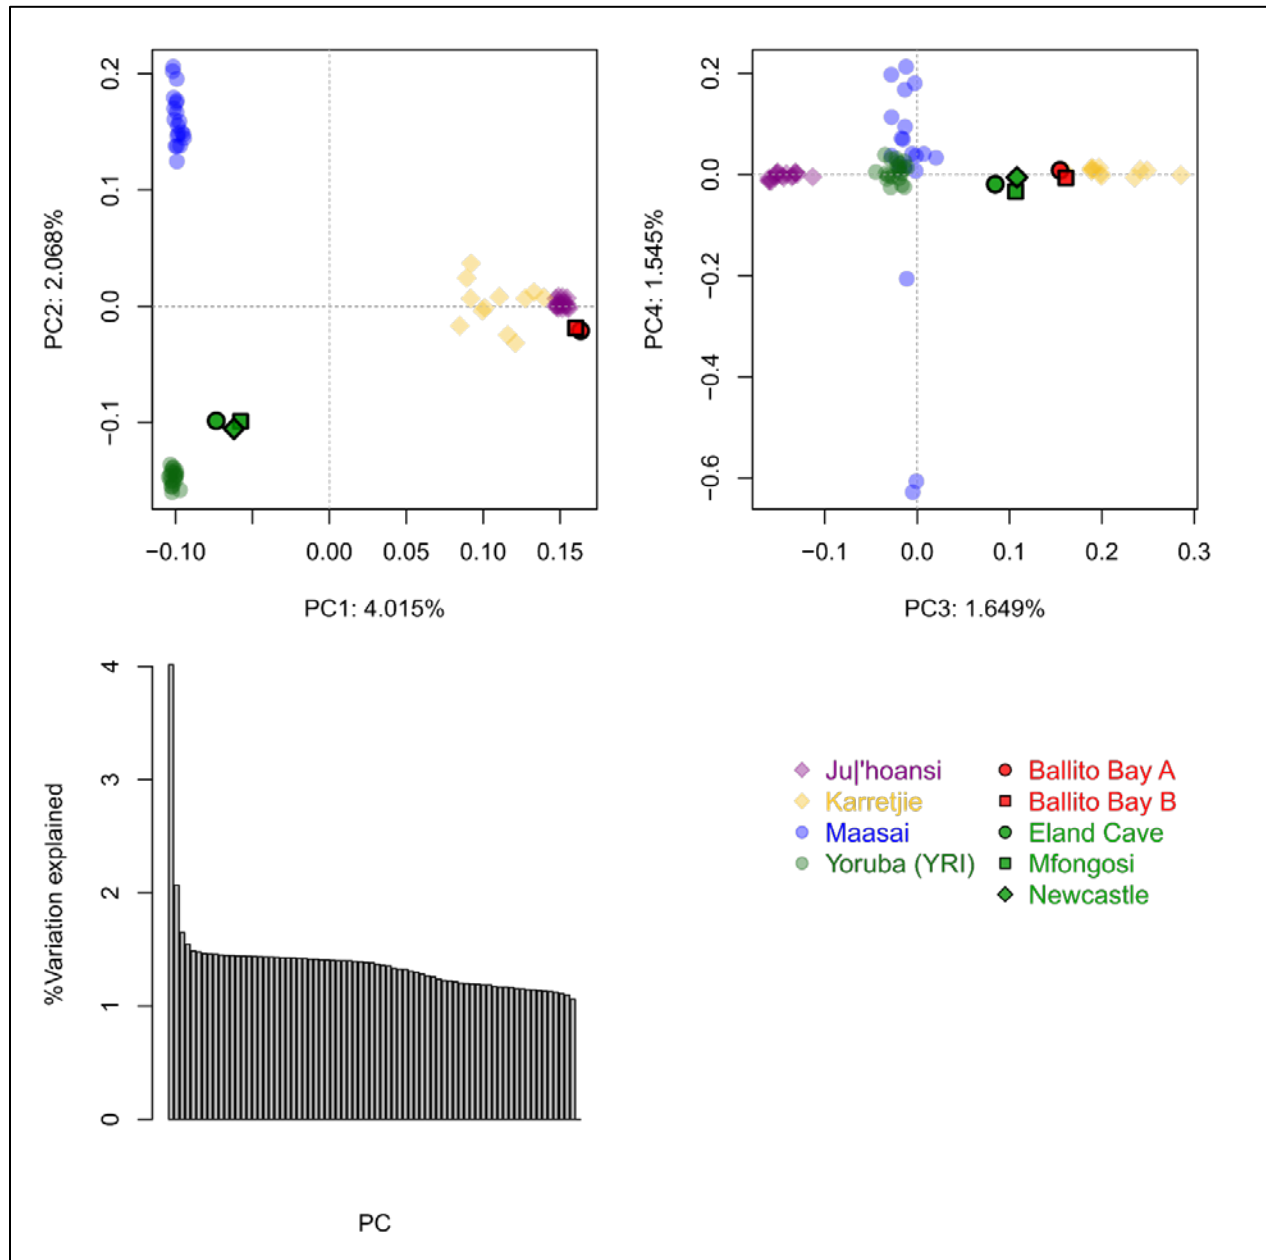 0.2
0.1
0.0
−0.1
PC2: 2.068%
−0.10
0.00
0.05
0.10
0.15
PC1: 4.015%
0.2
0.0
−0.2
−0.4
−0.6
PC4: 1.545%
−0.1
0.0
0.1
0.2
0.3
PC3: 1.649%
4
3
2
1
0
%Variation explained
PC
Ju|'hoansi
Karretjie
Maasai
Yoruba (YRI)
Ballito Bay A
Ballito Bay B
Eland Cave
Mfongosi
Newcastle